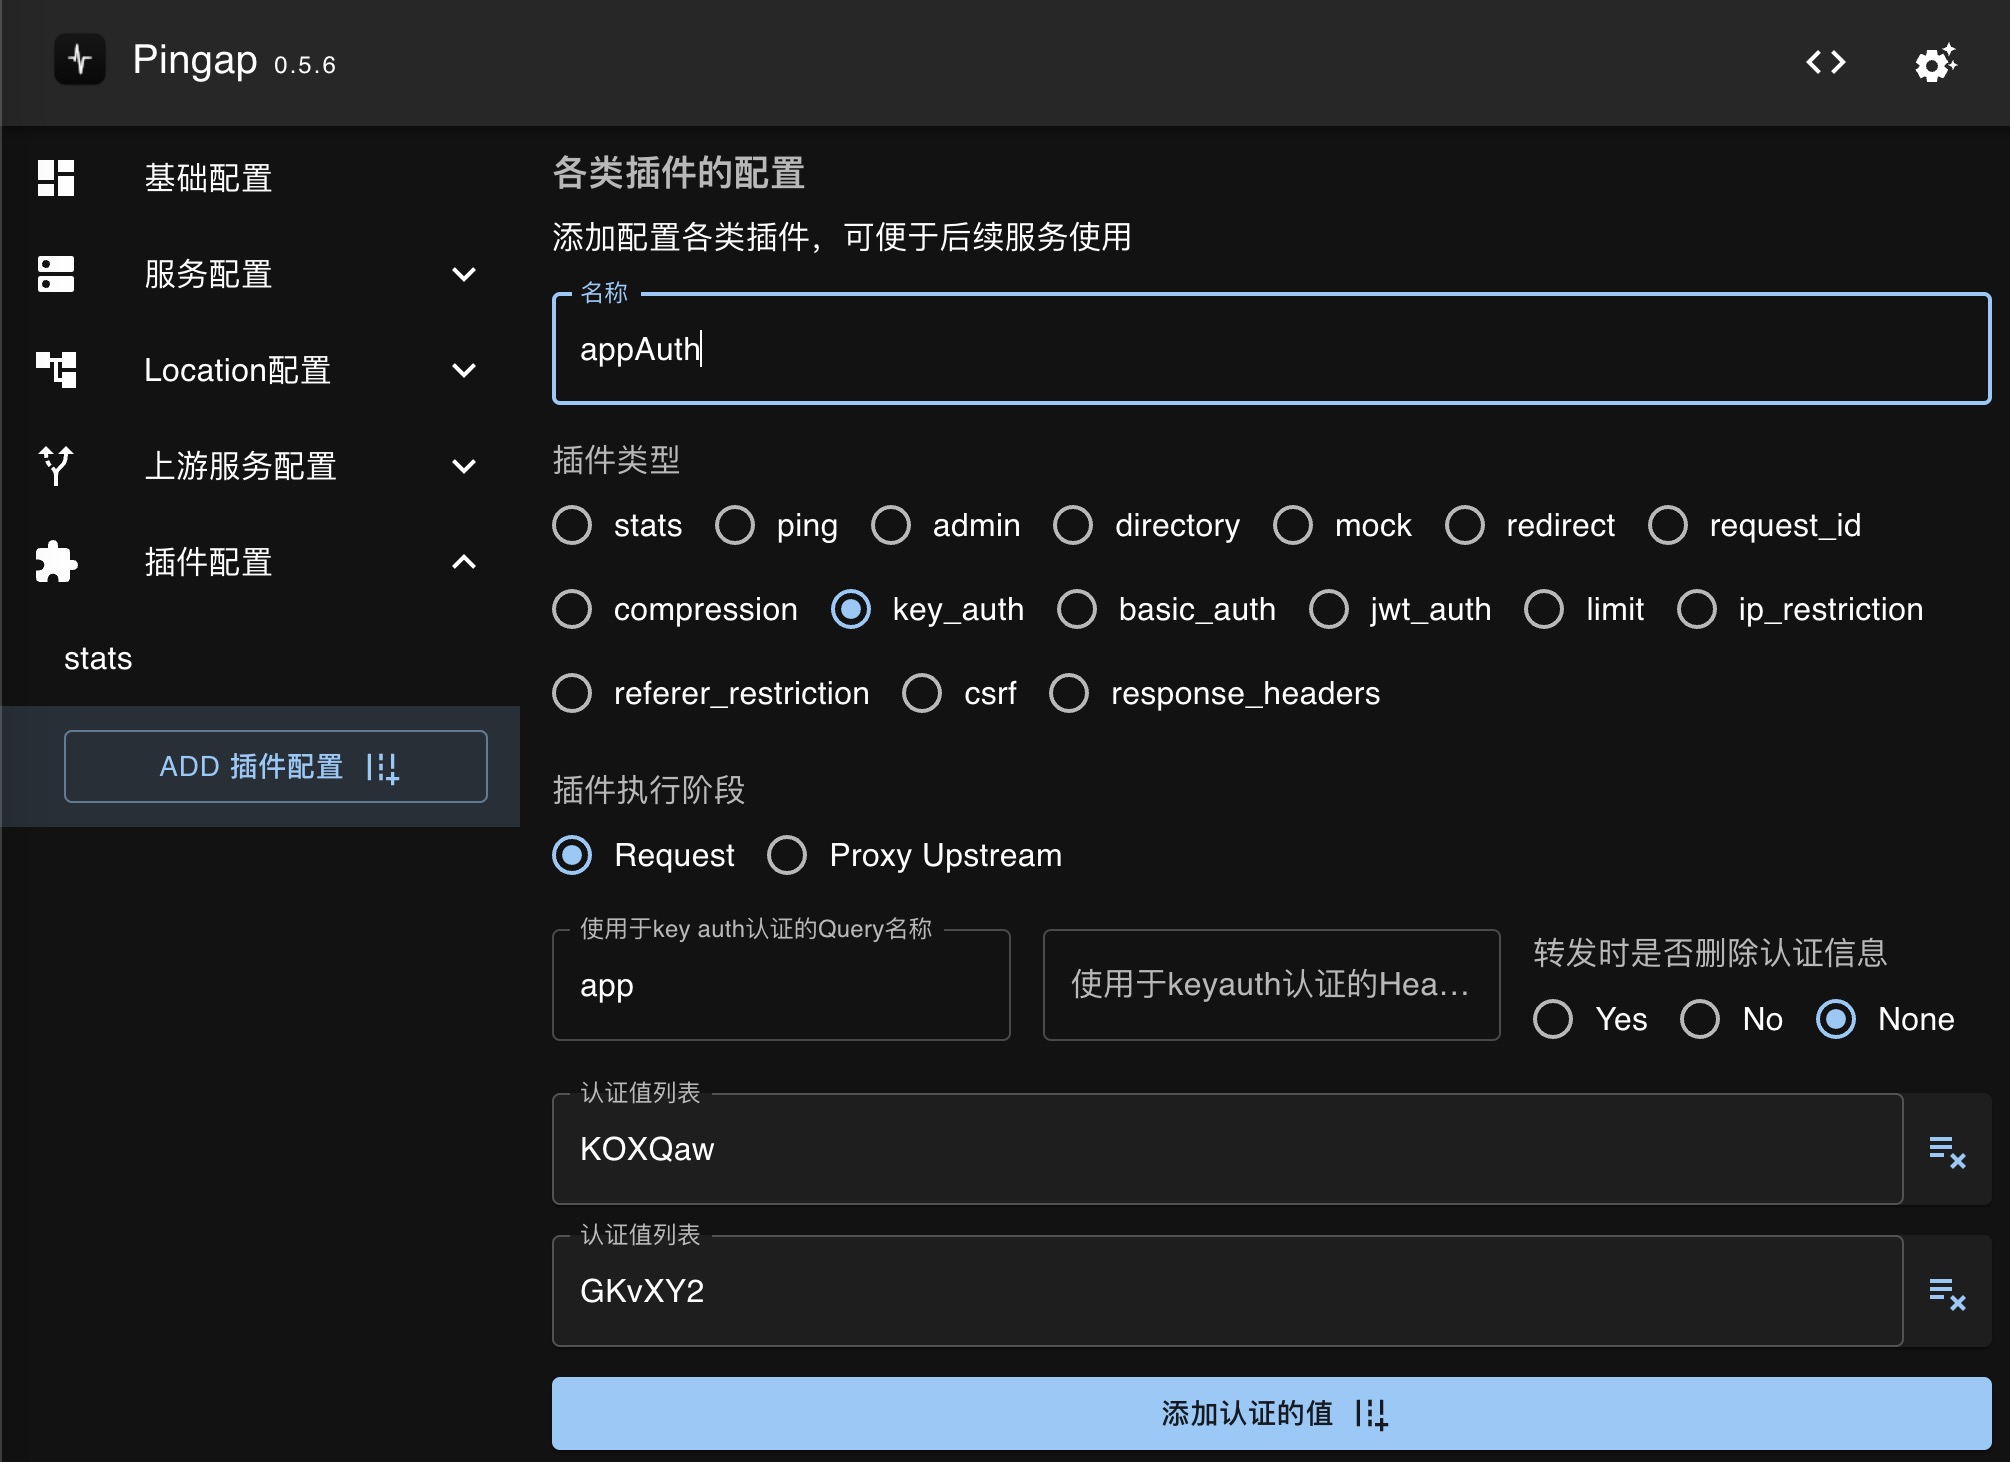 Pingap 0.5.6
基础配置
服务配置
Location配置
上游服务配置
插件配置
stats
ADD 插件配置
各类插件的配置
添加配置各类插件，可便于后续服务使用
名称
appAuth
插件类型
stats ping admin directory mock redirect request_id
compression key_auth basic_auth jwt_auth limit ip_restriction
referer_restriction csrf response_headers
插件执行阶段
Request Proxy Upstream
使用于key auth认证的Query名称
app
使用于keyauth认证的Hea...
转发时是否删除认证信息
Yes No None
认证值列表
KOXQaw
认证值列表
GKvXY2
添加认证的值